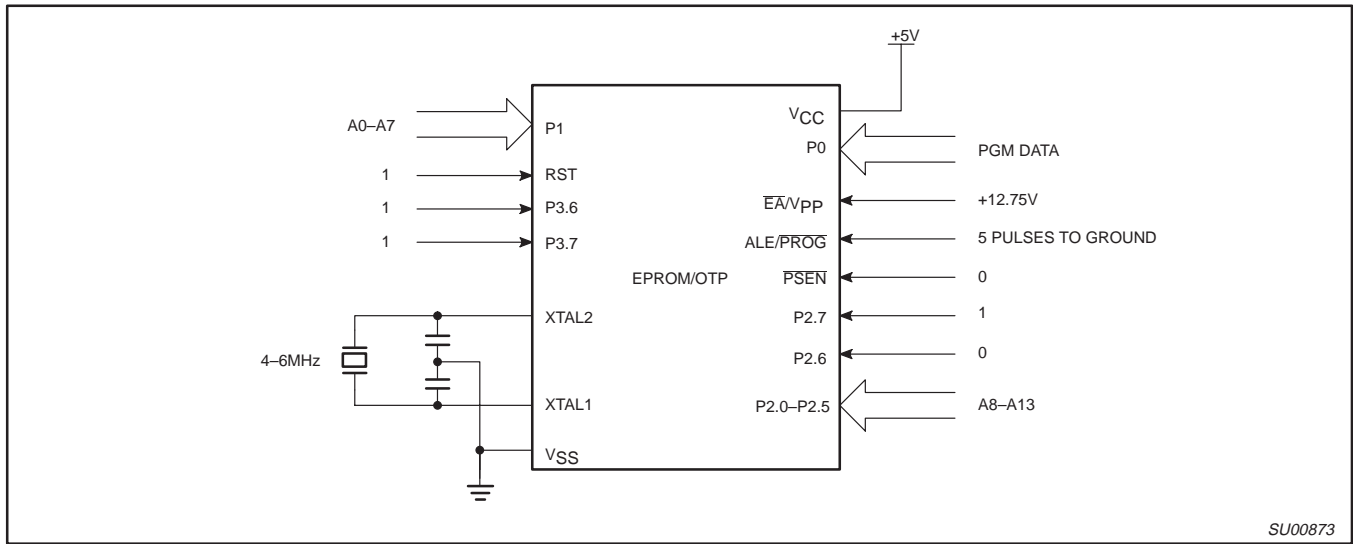 +5V
VCC
A0–A7
P1
P0
PGM DATA
1
RST
1
P3.6
EA/VPP
+12.75V
1
P3.7
ALE/PROG
5 PULSES TO GROUND
EPROM/OTP
PSEN
0
XTAL2
P2.7
1
4–6MHz
P2.6
0
XTAL1
P2.0–P2.5
A8–A13
VSS
SU00873